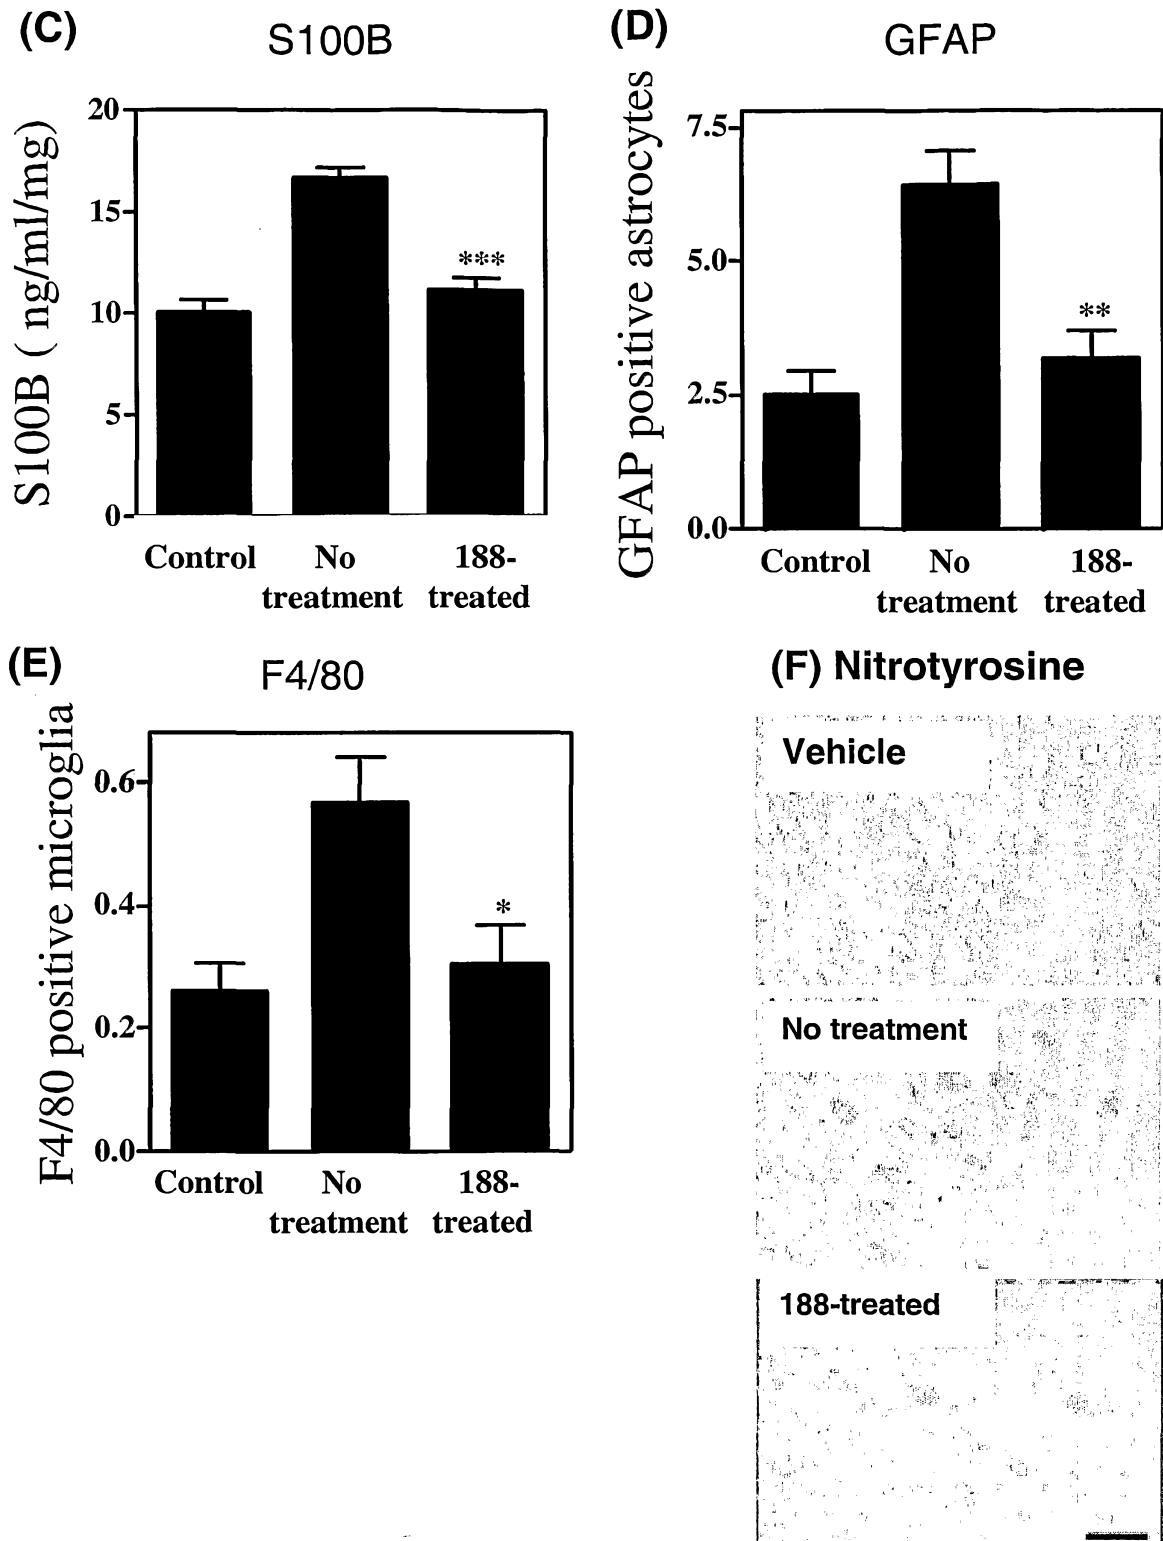 (C)
S100B
S100B ( ng/ml/mg)
20
15
10
5
0
***
Control
No
treatment
188-
treated
(D)
GFAP
GFAP positive astrocytes
7.5
5.0
2.5
0.0
**
Control
No
treatment
188-
treated
(E)
F4/80
F4/80 positive microglia
0.6
0.4
0.2
0.0
*
Control
No
treatment
188-
treated
(F) Nitrotyrosine
Vehicle
No treatment
188-treated